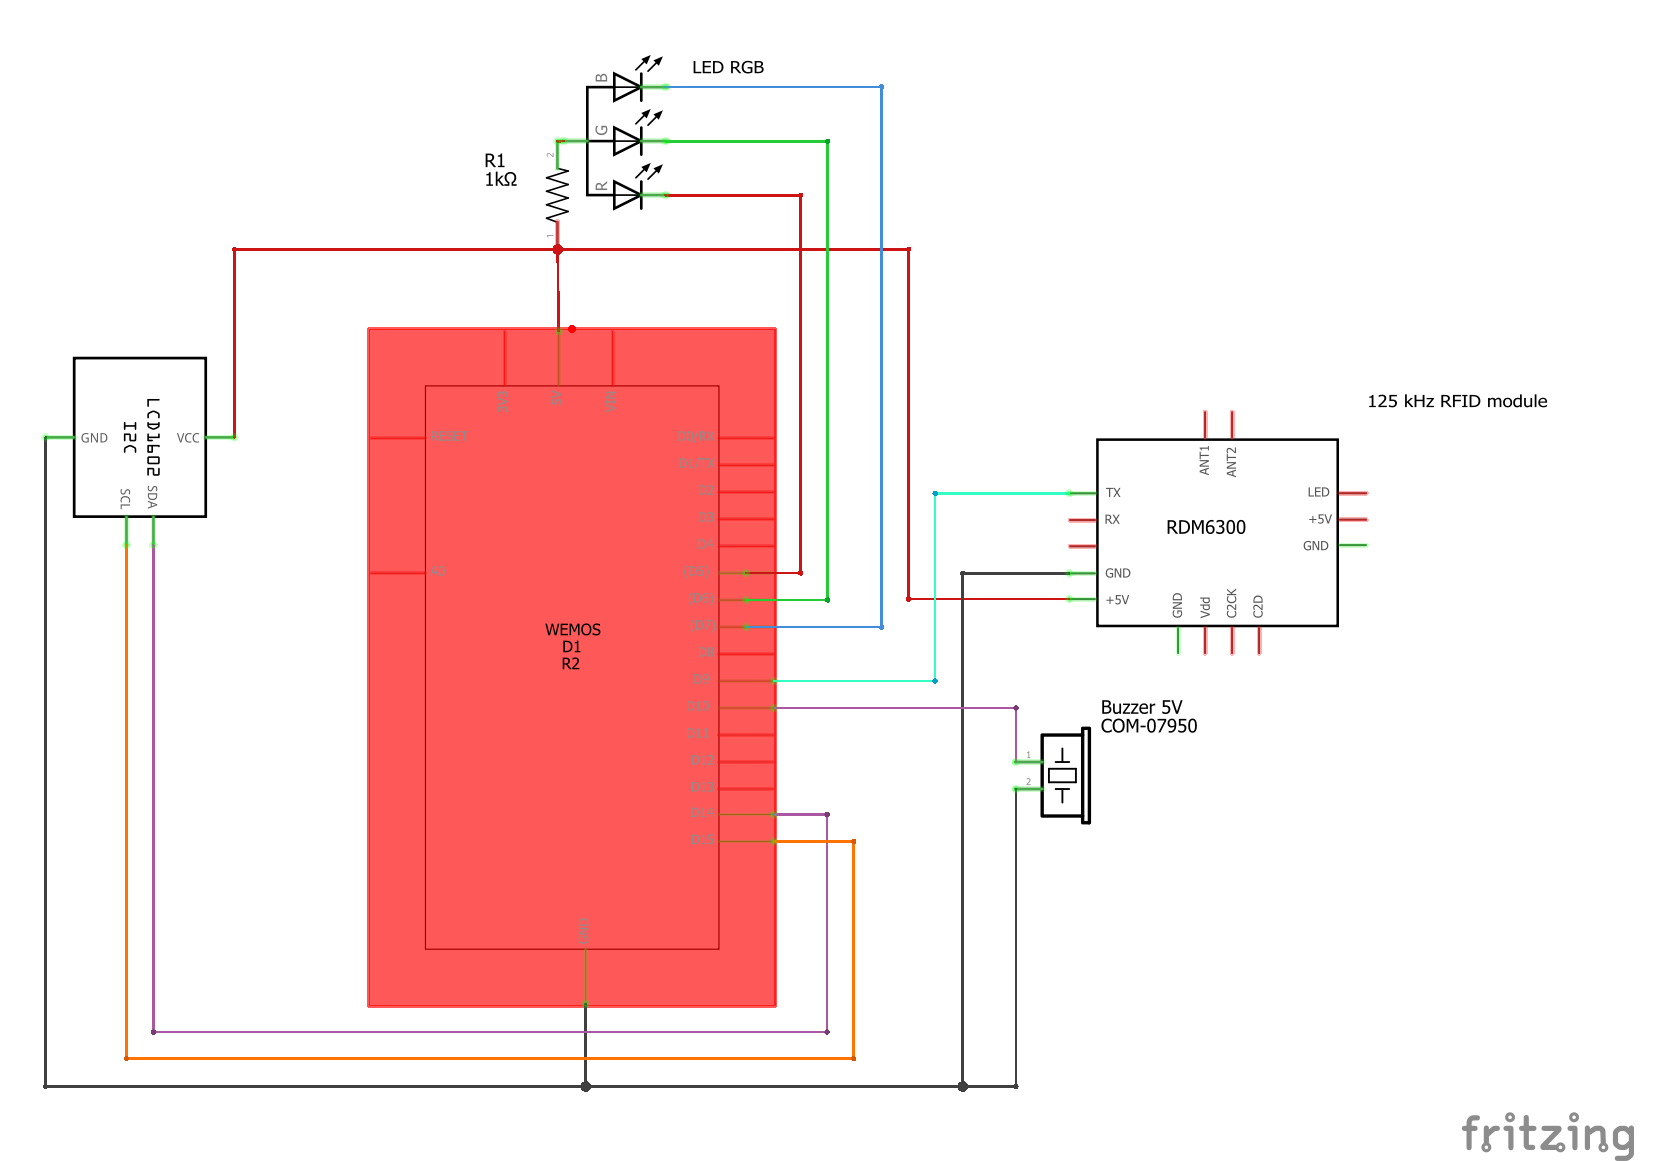 LED RGB
B
G
R
R1
1kΩ
2
1
LCD1602
I2C
GND
VCC
SCL
SDA
3V3
5V
VIN
RESET
A0
D0/RX
D1/TX
D2
D3
D4
(D5)
(D6)
(D7)
D8
D9
D10
D11
D12
D13
D14
D15
GND
WEMOS
D1
R2
125 kHz RFID module
ANT1
ANT2
TX
RX
GND
+5V
RDM6300
LED
+5V
GND
GND
Vdd
C2CK
C2D
Buzzer 5V
COM-07950
1
2
fritzing